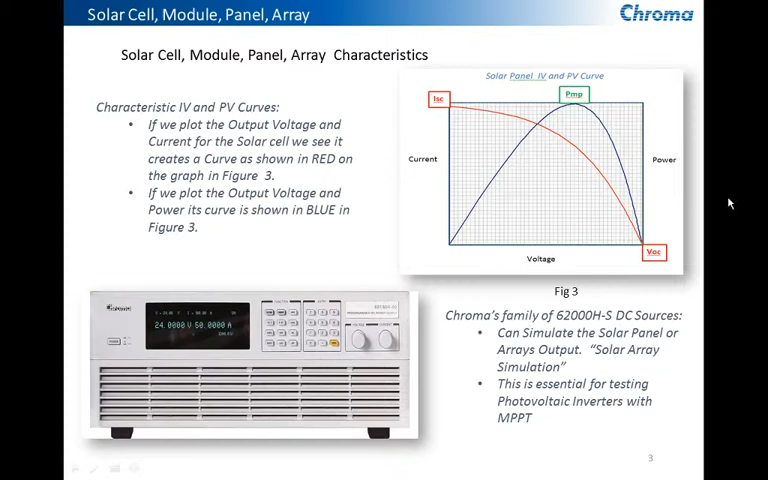 Solar Cell, Module, Panel, Array
Chroma
Solar Cell, Module, Panel, Array Characteristics
Characteristic IV and PV Curves:
• If we plot the Output Voltage and
Current for the Solar cell we see it
creates a Curve as shown in RED on
the graph in Figure 3.
• If we plot the Output Voltage and
Power its curve is shown in BLUE in
Figure 3.
Solar Panel IV and PV Curve
Isc
Pmp
Current
Power
Voc
Voltage
Fig 3
Chroma
24.0000 V 50.0000 A
Chroma's family of 62000H-S DC Sources:
• Can Simulate the Solar Panel or
Arrays Output. "Solar Array
Simulation"
• This is essential for testing
Photovoltaic Inverters with
MPPT
3